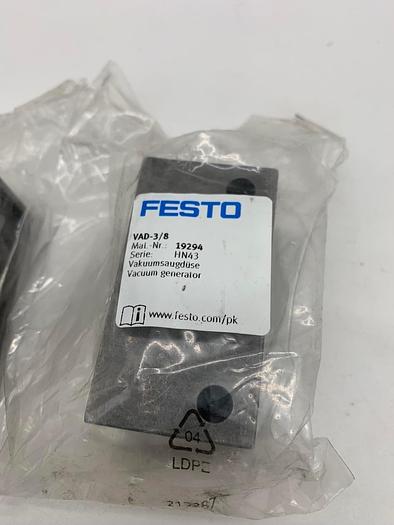 FESTO
VAD-3/8
Mat.-Nr.: 19294
Serie: HN43
Vakuumsaugdüse
Vacuum generator
www.festo.com/pk
04
LDPE